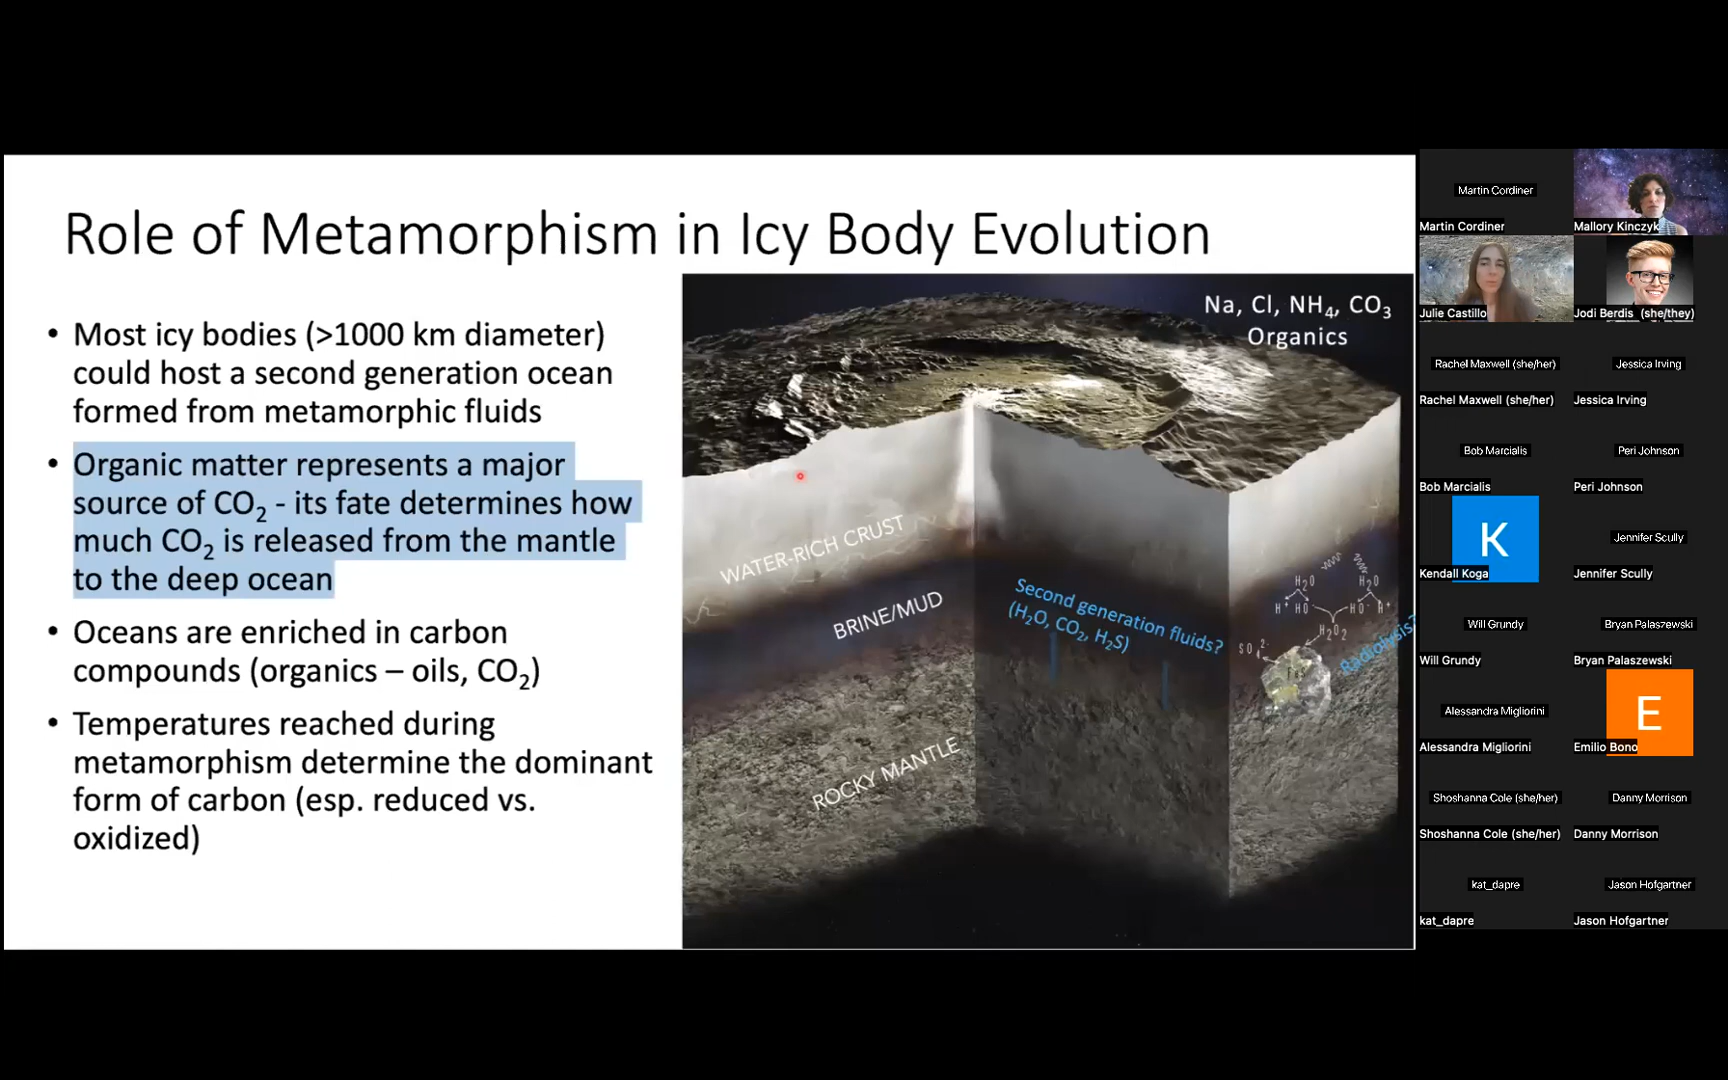 Role of Metamorphism in Icy Body Evolution
• Most icy bodies (>1000 km diameter)
could host a second generation ocean
formed from metamorphic fluids
• Organic matter represents a major
source of CO2 - its fate determines how
much CO2 is released from the mantle
to the deep ocean
• Oceans are enriched in carbon
compounds (organics – oils, CO2)
• Temperatures reached during
metamorphism determine the dominant
form of carbon (esp. reduced vs.
oxidized)
Na, Cl, NH4, CO3
Organics
WATER-RICH CRUST
BRINE/MUD
ROCKY MANTLE
Second generation fluids?
(H2O, CO2, H2S)
H2O
H2O
H+ HO
HO H+
H2O2
SO4 2-
Radiolysis?
Martin Cordiner
Martin Cordiner
Mallory Kinczyk
Julie Castillo
Jodi Berdis (she/they)
Rachel Maxwell (she/her)
Jessica Irving
Rachel Maxwell (she/her)
Jessica Irving
Bob Marcialis
Peri Johnson
Bob Marcialis
Peri Johnson
K
Jennifer Scully
Kendall Koga
Jennifer Scully
Will Grundy
Bryan Palaszewski
Will Grundy
Bryan Palaszewski
Alessandra Migliorini
E
Alessandra Migliorini
Emilio Bono
Shoshanna Cole (she/her)
Danny Morrison
Shoshanna Cole (she/her)
Danny Morrison
kat_dapre
Jason Hofgartner
kat_dapre
Jason Hofgartner